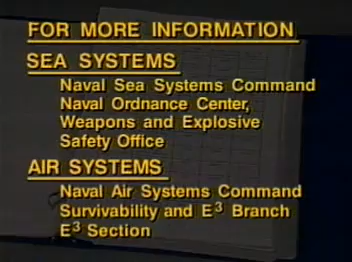 FOR MORE INFORMATION
SEA SYSTEMS
Naval Sea Systems Command
Naval Ordnance Center,
Weapons and Explosive
Safety Office
AIR SYSTEMS
Naval Air Systems Command
Survivability and E³ Branch
E³ Section